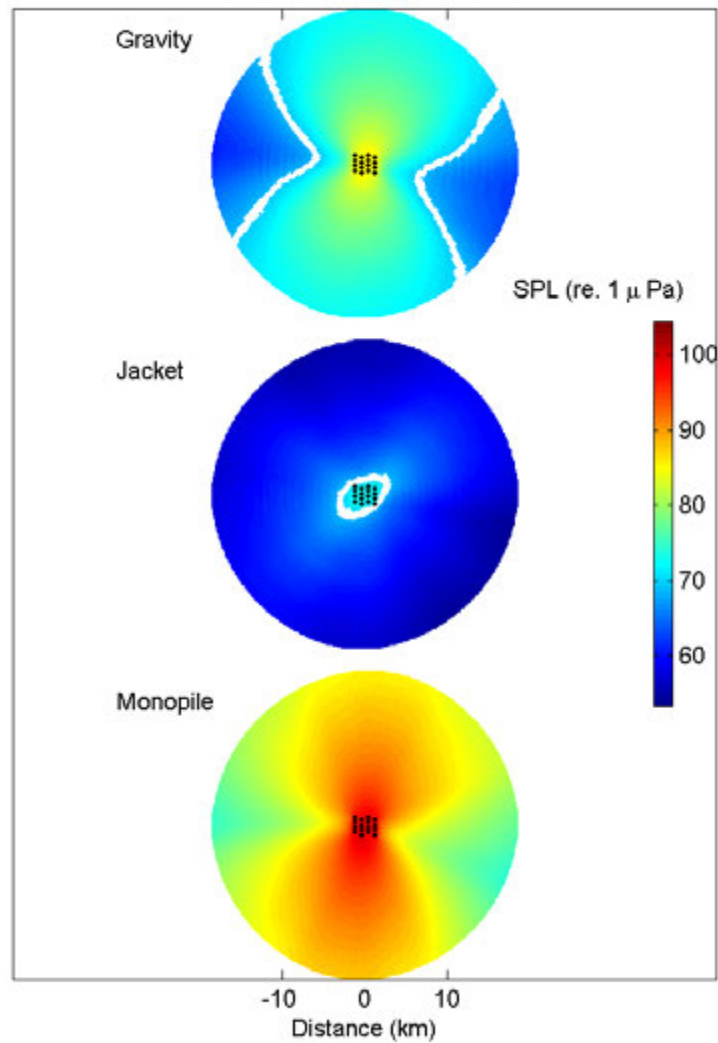 Gravity
SPL (re. 1 μ Pa)
Jacket
100
90
80
70
60
Monopile
-10 0 10
Distance (km)